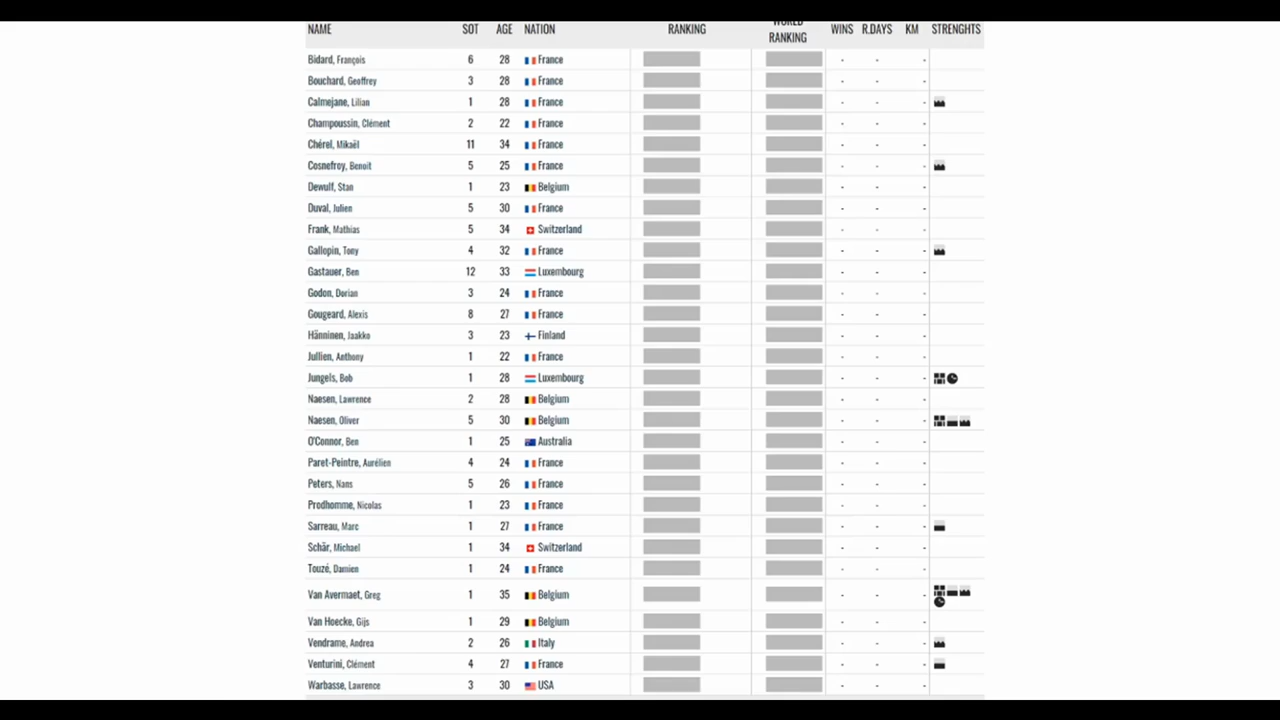 NAME SOT AGE NATION RANKING WORLD RANKING WINS R.DAYS KM STRENGHTS
Bidard, François 6 28 France - - -
Bouchard, Geoffrey 3 28 France - - -
Calmejane, Lilian 1 28 France - - -
Champoussin, Clément 2 22 France - - -
Chérel, Mikaël 11 34 France - - -
Cosnefroy, Benoit 5 25 France - - -
Dewulf, Stan 1 23 Belgium - - -
Duval, Julien 5 30 France - - -
Frank, Mathias 5 34 Switzerland - - -
Gallopin, Tony 4 32 France - - -
Gastauer, Ben 12 33 Luxembourg - - -
Godon, Dorian 3 24 France - - -
Gougeard, Alexis 8 27 France - - -
Hänninen, Jaakko 3 23 Finland - - -
Jullien, Anthony 1 22 France - - -
Jungels, Bob 1 28 Luxembourg - - -
Naesen, Lawrence 2 28 Belgium - - -
Naesen, Oliver 5 30 Belgium - - -
O'Connor, Ben 1 25 Australia - - -
Paret-Peintre, Aurélien 4 24 France - - -
Peters, Nans 5 26 France - - -
Prodhomme, Nicolas 1 23 France - - -
Sarreau, Marc 1 27 France - - -
Schär, Michael 1 34 Switzerland - - -
Touzé, Damien 1 24 France - - -
Van Avermaet, Greg 1 35 Belgium - - -
Van Hoecke, Gijs 1 29 Belgium - - -
Vendrame, Andrea 2 26 Italy - - -
Venturini, Clément 4 27 France - - -
Warbasse, Lawrence 3 30 USA - - -